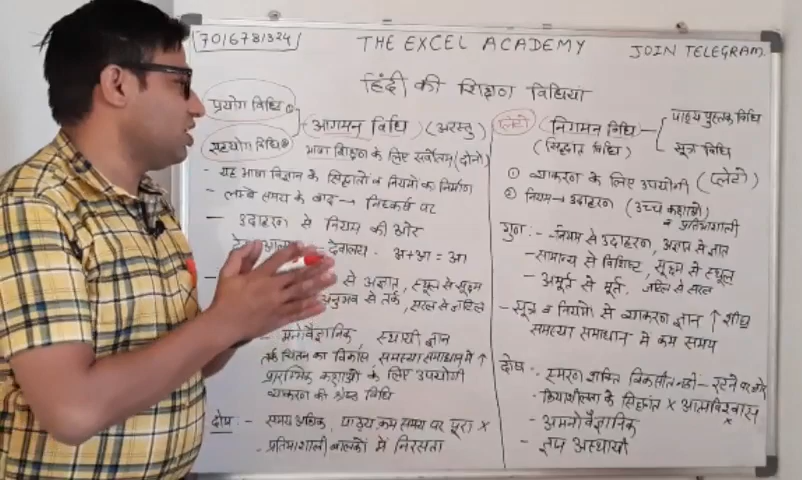 7016781324 THE EXCEL ACADEMY JOIN TELEGRAM.
हिंदी की शिक्षण विधियां
प्रयोग विधि
सहयोग विधि
(आगमन विधि) (अरस्तु)
भाषा शिक्षण के लिए सर्वोत्तम (दोनों)
- यह भाषा विज्ञान के सिद्धांतों व नियमों का निर्माण
- लम्बे समय के बाद → निष्कर्ष पर
- उदाहरण से नियम की ओर
देवालय. अ+आ = आ
से अज्ञात, स्थूल से सूक्ष्म
अनुभव से तर्क, सरल से जटिल
- मनोवैज्ञानिक, स्थायी ज्ञान
तर्क चिंतन का विकास समस्या समाधान में ↑
प्रारम्भिक कक्षाओं के लिए उपयोगी
व्याकरण की श्रेष्ठ विधि
दोष :- - समय अधिक, पाठ्य क्रम समय पर पूरा ×
- प्रतिभाशाली बालकों में निरसता
प्लेटो (निगमन विधि)
(सिद्धांत विधि)
पाठ्य पुस्तक विधि
सूत्र विधि
① व्याकरण के लिए उपयोगी (प्लेटो)
② नियम → उदाहरण (उच्च कक्षाओं)
व प्रतिभाशाली
गुण :- - नियम से उदाहरण, अज्ञात से ज्ञात
- सामान्य से विशिष्ट, सूक्ष्म से स्थूल
- अमूर्त से मूर्त, जटिल से सरल
- सूत्र व नियमों से व्याकरण ज्ञान ↑ शीघ्र
समस्या समाधान में कम समय
दोष :- स्मरण शक्ति विकसित नहीं - रटने पर जोर
- क्रियाशीलता के सिद्धांत × आत्मविश्वास ×
- अमनोवैज्ञानिक
- ज्ञान अस्थायी